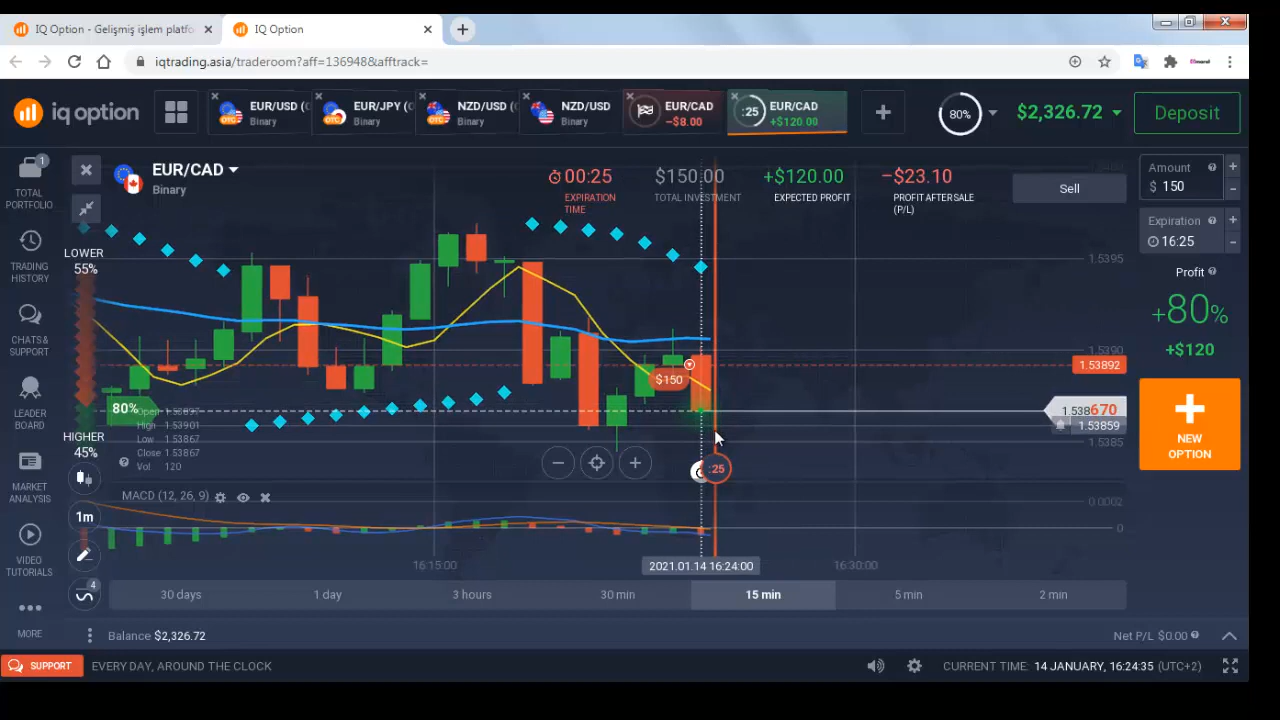 IQ Option - Gelişmiş işlem platfo
IQ Option
iqtrading.asia/traderoom?aff=136948&afftrack=
iq option
OTC
EUR/USD (
Binary
OTC
EUR/JPY (
Binary
OTC
NZD/USD (
Binary
NZD/USD
Binary
EUR/CAD
−$8.00
:25
EUR/CAD
+$120.00
80%
$2,326.72
Deposit
1
TOTAL
PORTFOLIO
TRADING
HISTORY
CHATS &
SUPPORT
LEADER
BOARD
MARKET
ANALYSIS
VIDEO
TUTORIALS
MORE
EUR/CAD
Binary
00:25
EXPIRATION
TIME
$150.00
TOTAL INVESTMENT
+$120.00
EXPECTED PROFIT
−$23.10
PROFIT AFTER SALE
(P/L)
Sell
LOWER
55%
HIGHER
45%
80%
Open 1.53897
High 1.53901
Low 1.53867
Close 1.53867
Vol 120
$150
1.5395
1.5390
1.53892
1.538670
1.53859
1.5385
:25
MACD (12, 26, 9)
0.0002
0
1m
4
16:15:00
2021.01.14 16:24:00
16:30:00
30 days
1 day
3 hours
30 min
15 min
5 min
2 min
Amount
$ 150
Expiration
16:25
Profit
+80%
+$120
NEW
OPTION
Balance $2,326.72
Net P/L $0.00
SUPPORT
EVERY DAY, AROUND THE CLOCK
CURRENT TIME: 14 JANUARY, 16:24:35 (UTC+2)